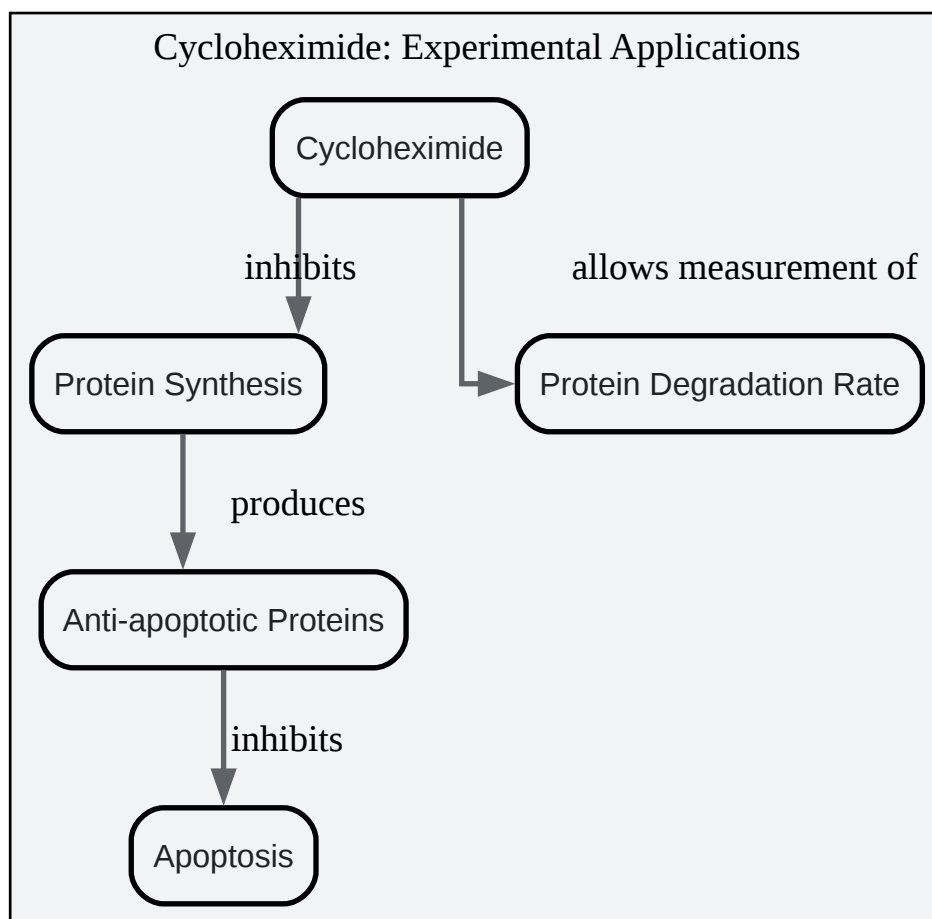 Cycloheximide: Experimental Applications
Cycloheximide
inhibits
allows measurement of
Protein Synthesis
Protein Degradation Rate
produces
Anti-apoptotic Proteins
inhibits
Apoptosis